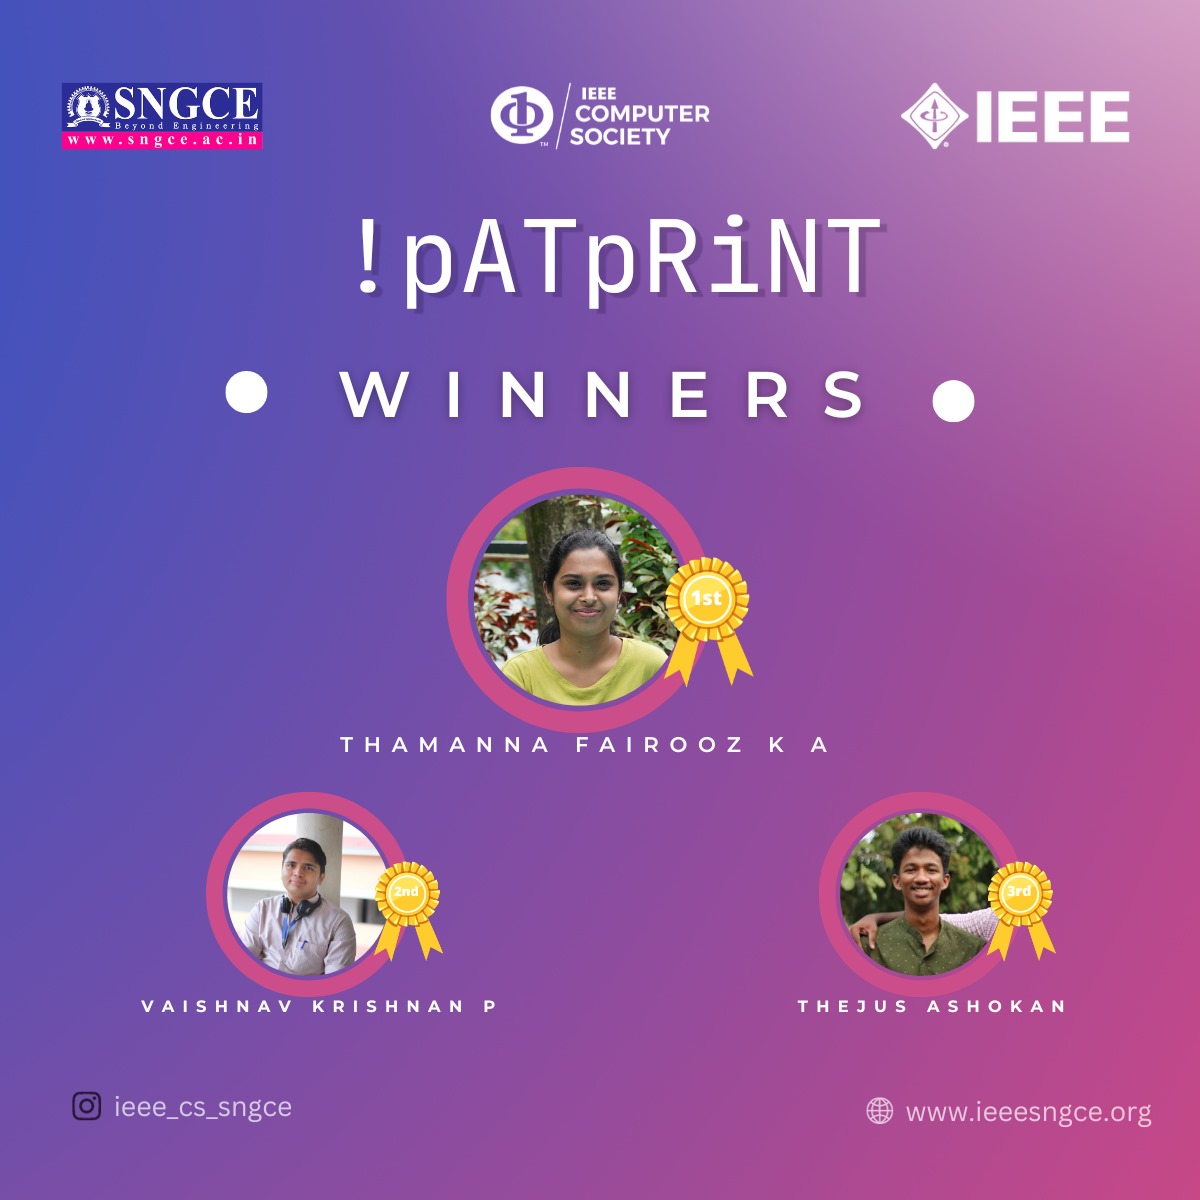 SNGCE
Beyond Engineering
www.sngce.ac.in
IEEE
COMPUTER
SOCIETY
TM
IEEE
!pATpRiNT
WINNERS
1st
THAMANNA FAIROOZ K A
2nd
3rd
VAISHNAV KRISHNAN P
THEJUS ASHOKAN
ieee_cs_sngce
www.ieeesngce.org